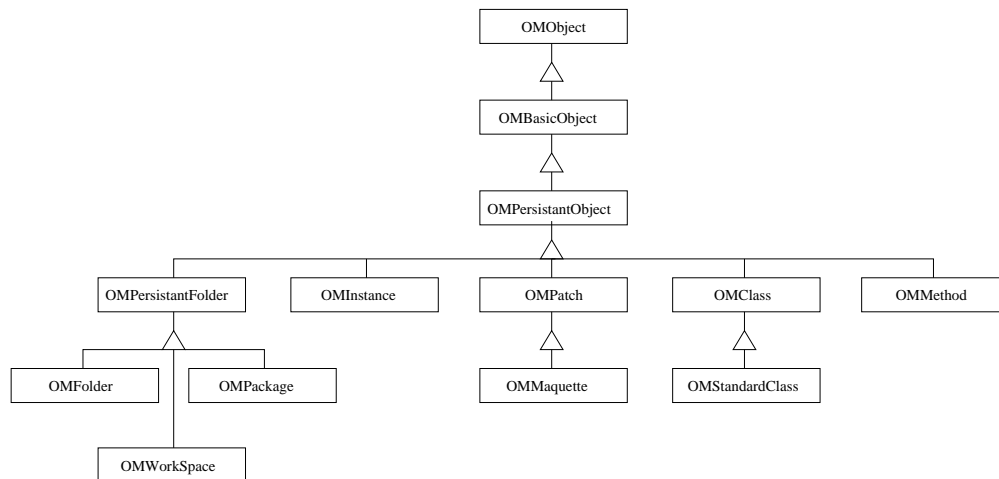 OMObject
OMBasicObject
OMPersistantObject
OMPersistantFolder
OMInstance
OMPatch
OMClass
OMMethod
OMFolder
OMPackage
OMMaquette
OMStandardClass
OMWorkSpace